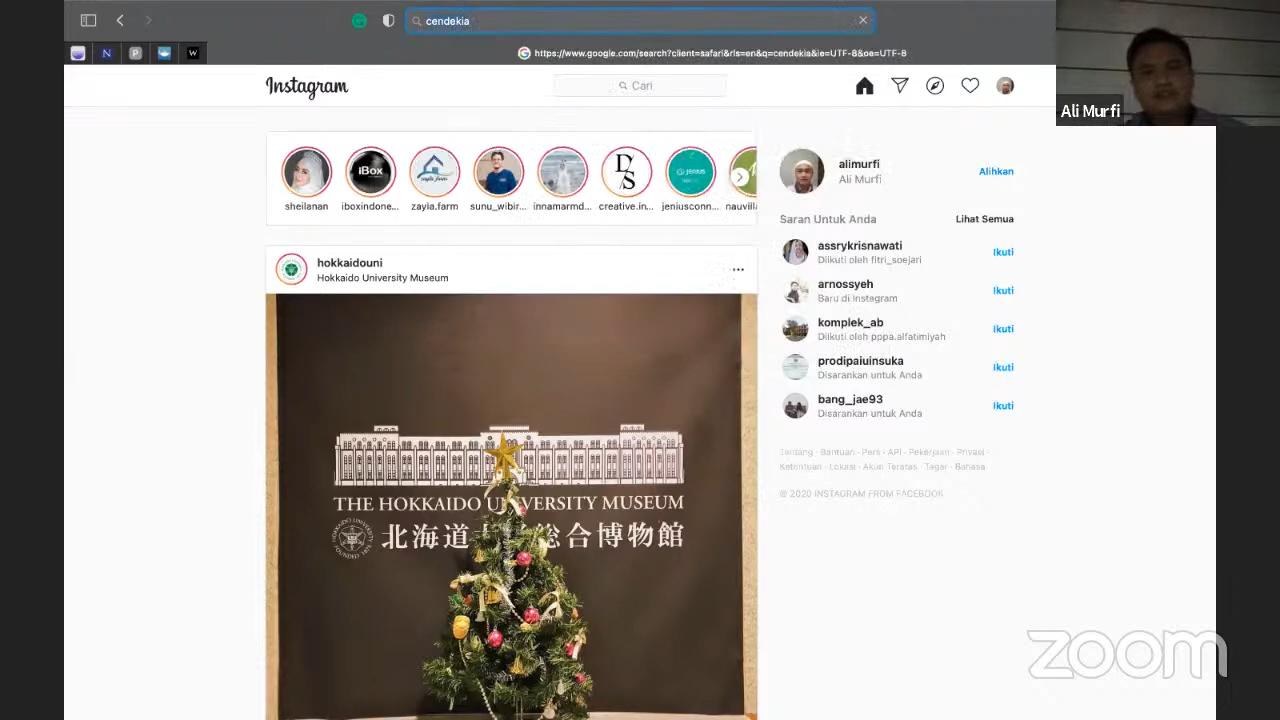 cendekia
https://www.google.com/search?client=safari&rls=en&q=cendekia&ie=UTF-8&oe=UTF-8
N
P
W
Instagram
Cari
Ali Murfi
iBox
zayla farm
D/S
JENIUS
sheilanan
iboxindone...
zayla.farm
sunu_wibir...
innamarmd...
creative.in...
jeniusconn...
nauvill
alimurfi
Ali Murfi
Alihkan
Saran Untuk Anda
Lihat Semua
assrykrisnawati
Diikuti oleh fitri_soejari
Ikuti
arnossyeh
Baru di Instagram
Ikuti
komplek_ab
Diikuti oleh pppa.alfatimiyah
Ikuti
prodipaiuinsuka
Disarankan untuk Anda
Ikuti
bang_jae93
Disarankan untuk Anda
Ikuti
Tentang · Bantuan · Pers · API · Pekerjaan · Privasi ·
Ketentuan · Lokasi · Akun Teratas · Tagar · Bahasa
© 2020 INSTAGRAM FROM FACEBOOK
hokkaidouni
Hokkaido University Museum
THE HOKKAIDO UNIVERSITY MUSEUM
北海道大 総合博物館
zoom